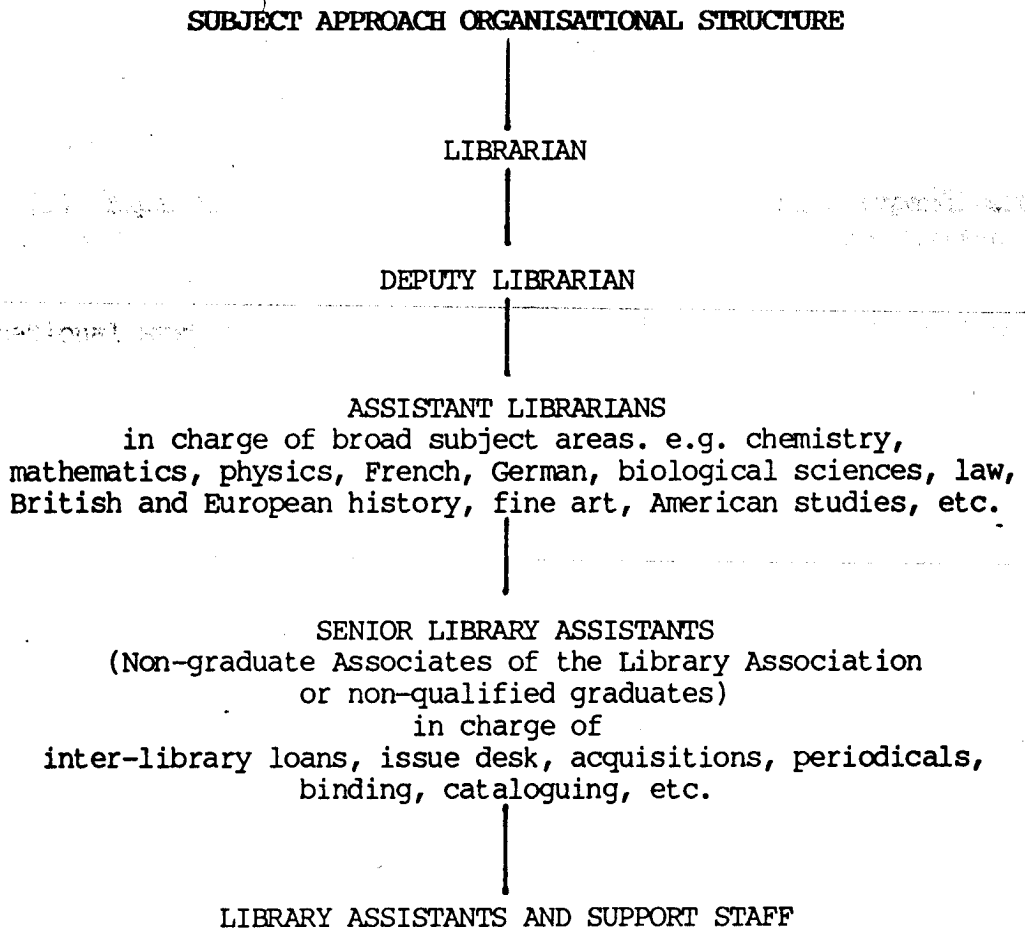 SUBJECT APPROACH ORGANISATIONAL STRUCTURE
LIBRARIAN
DEPUTY LIBRARIAN
ASSISTANT LIBRARIANS
in charge of broad subject areas. e.g. chemistry,
mathematics, physics, French, German, biological sciences, law,
British and European history, fine art, American studies, etc.
SENIOR LIBRARY ASSISTANTS
(Non-graduate Associates of the Library Association
or non-qualified graduates)
in charge of
inter-library loans, issue desk, acquisitions, periodicals,
binding, cataloguing, etc.
LIBRARY ASSISTANTS AND SUPPORT STAFF